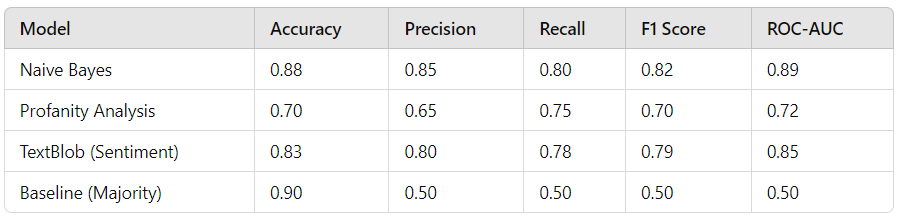 Model Accuracy Precision Recall F1 Score ROC-AUC
Naive Bayes 0.88 0.85 0.80 0.82 0.89
Profanity Analysis 0.70 0.65 0.75 0.70 0.72
TextBlob (Sentiment) 0.83 0.80 0.78 0.79 0.85
Baseline (Majority) 0.90 0.50 0.50 0.50 0.50